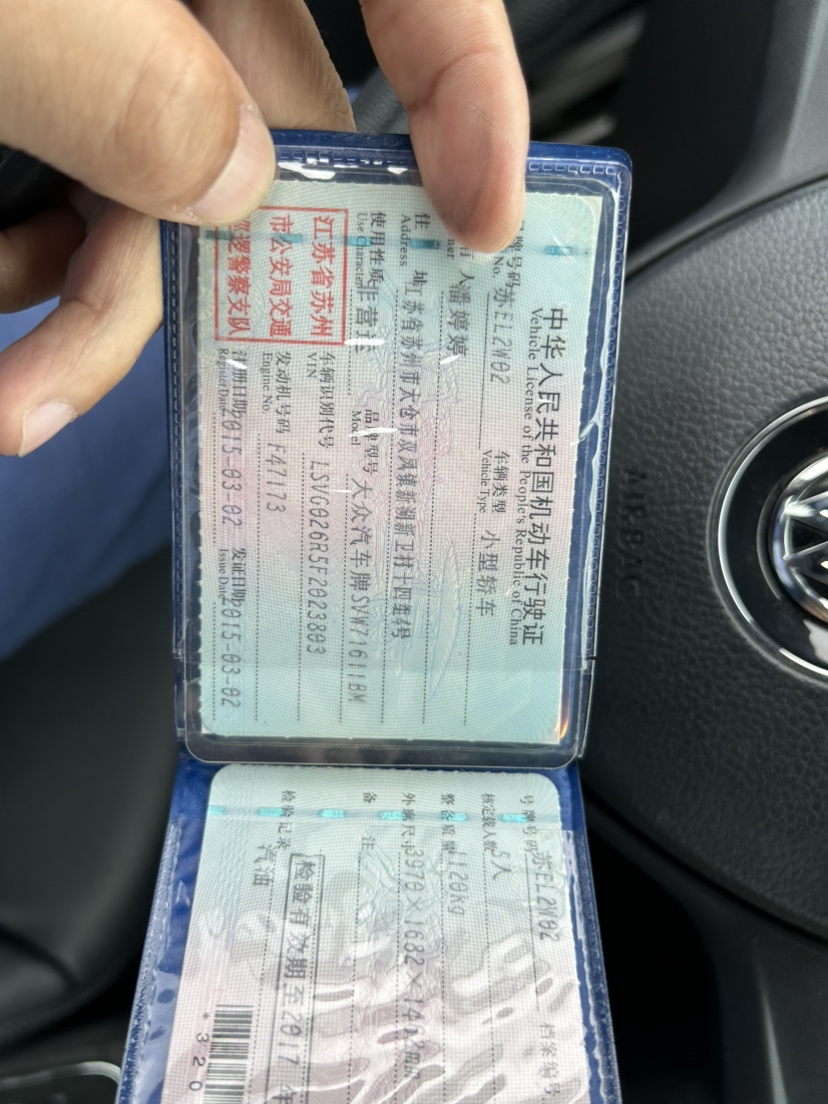 中华人民共和国机动车行驶证
Vehicle License of the People's Republic of China
牌号码 苏EL2W02 车辆类型 小型轿车
No. Vehicle Type
人 潘婷婷
ner
住 址 江苏省苏州市太仓市双凤镇新湖新卫村十四组4号
Address
使用性质 非营运 品牌型号 大众汽车牌SVW71611BM
Use Character Model
江苏省苏州
市公安局交通
巡逻警察支队
车辆识别代号 LSVG026R5F2023803
VIN
发动机号码 F47173
Engine No.
注册日期 2015-03-02 发证日期 2015-03-02
Register Date Issue Date
号牌号码 苏EL2W02 档案编号
核定载人数 5人
整备质量 1120kg
外廓尺寸 3970×1682×1462mm
备 注
检验记录
检验有效期至2017年
汽油
*320
AIRBAG